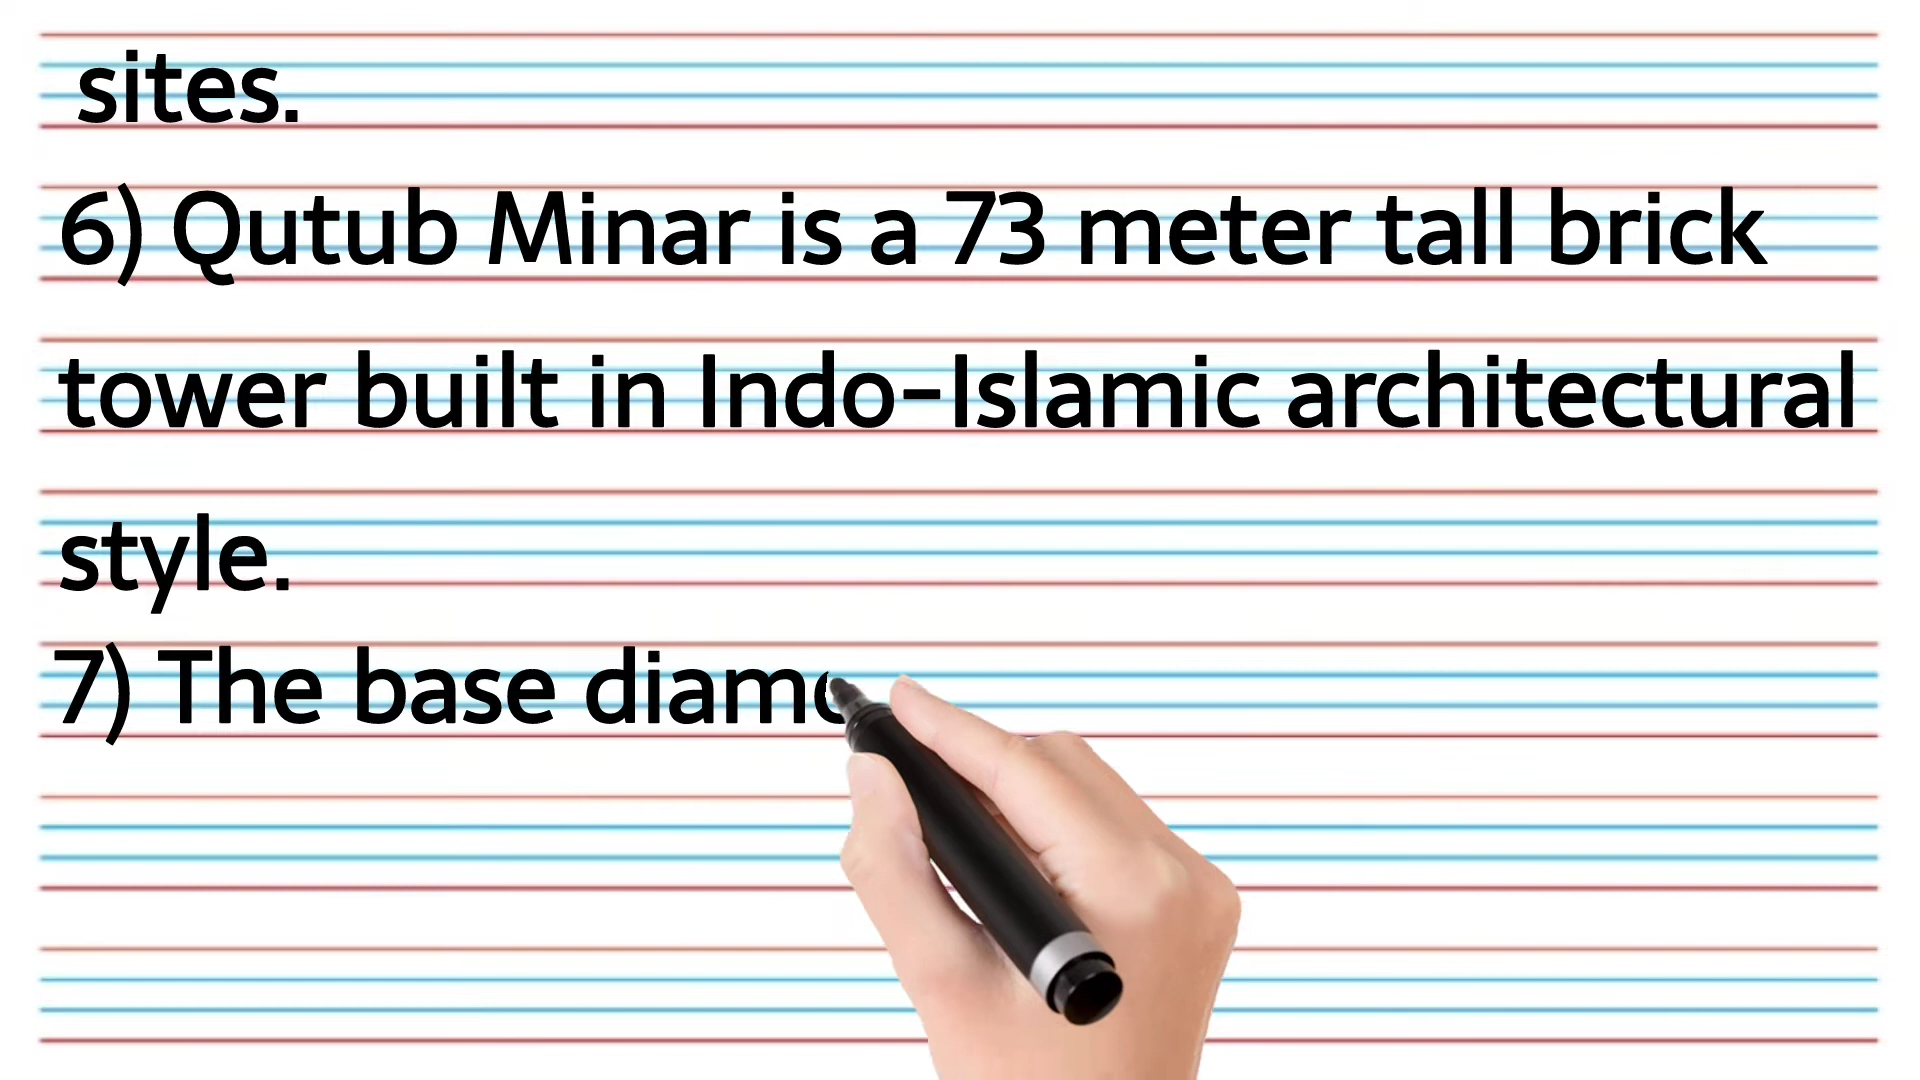 sites.
6) Qutub Minar is a 73 meter tall brick
tower built in Indo-Islamic architectural
style.
7) The base